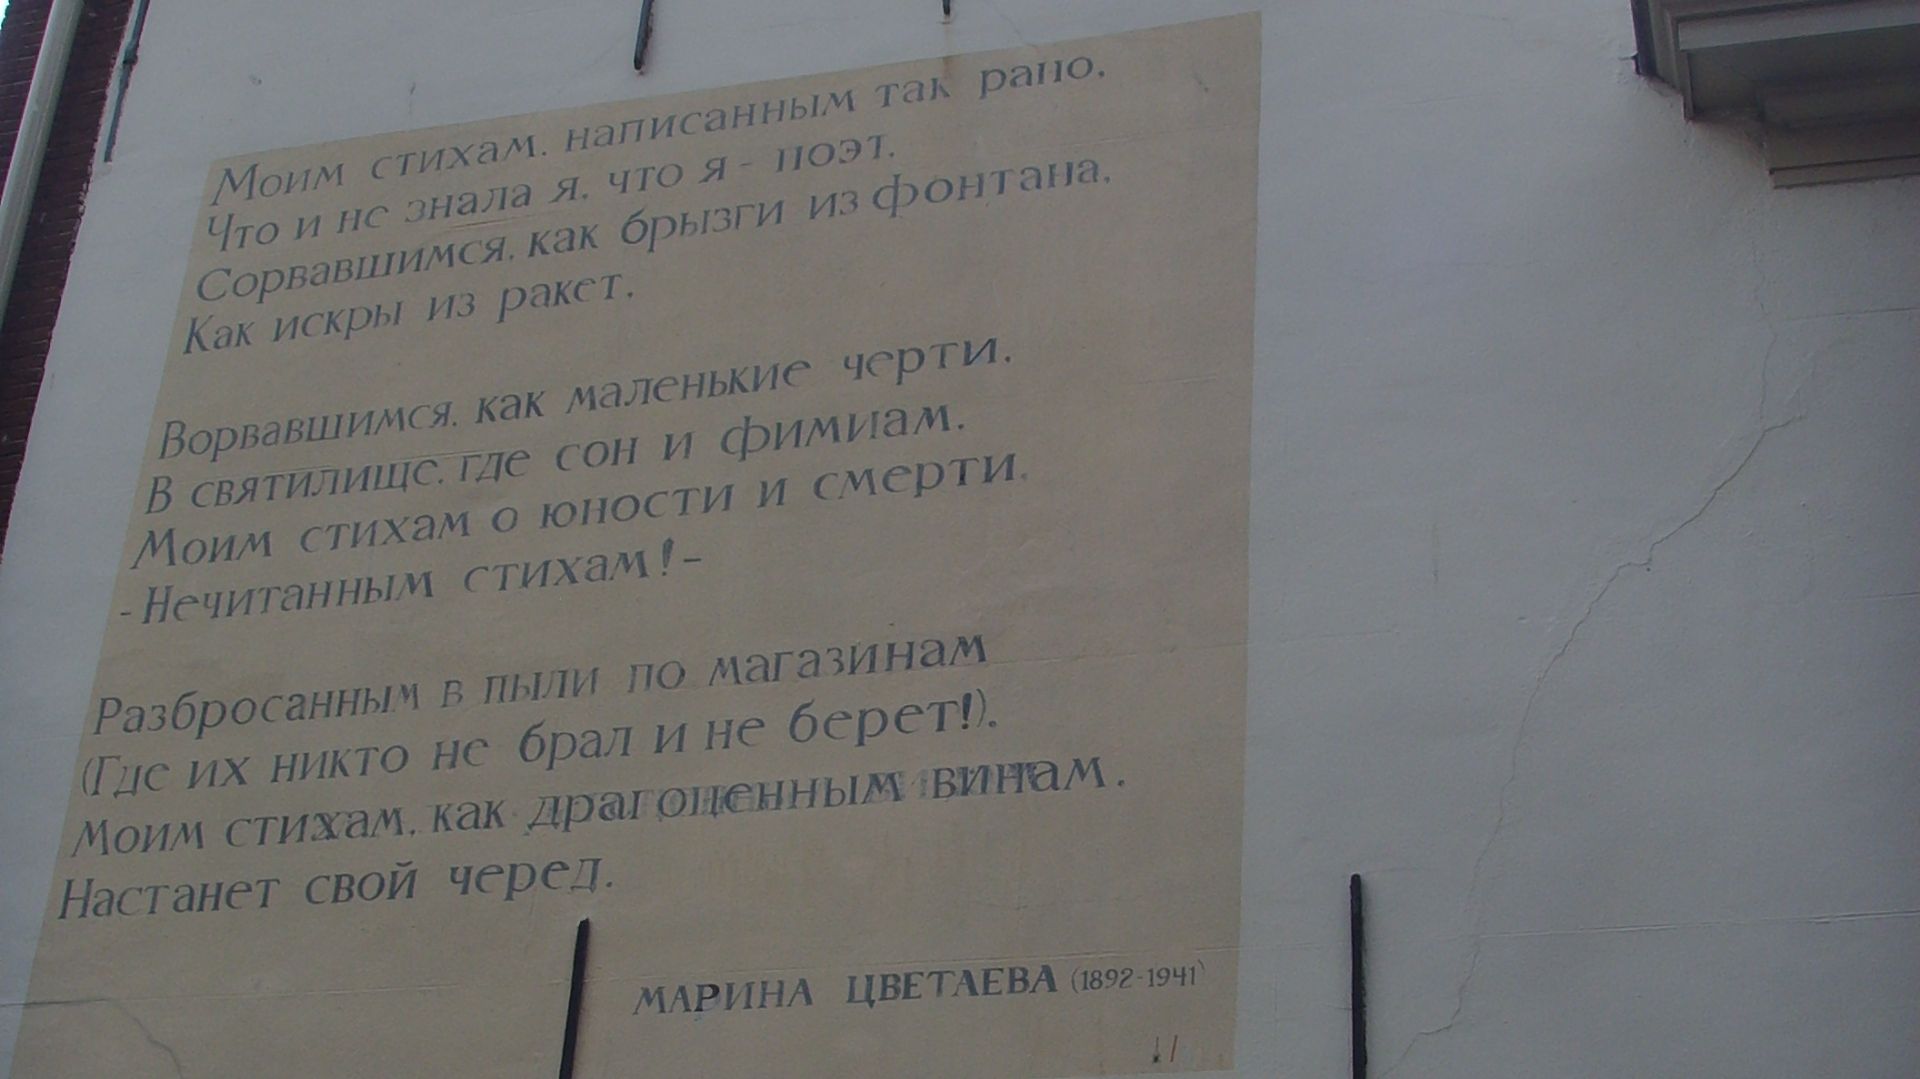 Моим стихам, написанным так рано,
Что и не знала я, что я - поэт,
Сорвавшимся, как брызги из фонтана,
Как искры из ракет.
Ворвавшимся, как маленькие черти,
В святилище, где сон и фимиам,
Моим стихам о юности и смерти,
- Нечитанным стихам! -
Разбросанным в пыли по магазинам
(Где их никто не брал и не берет!),
Моим стихам, как драгоценным винам,
Настанет свой черед.
МАРИНА ЦВЕТАЕВА (1892-1941)